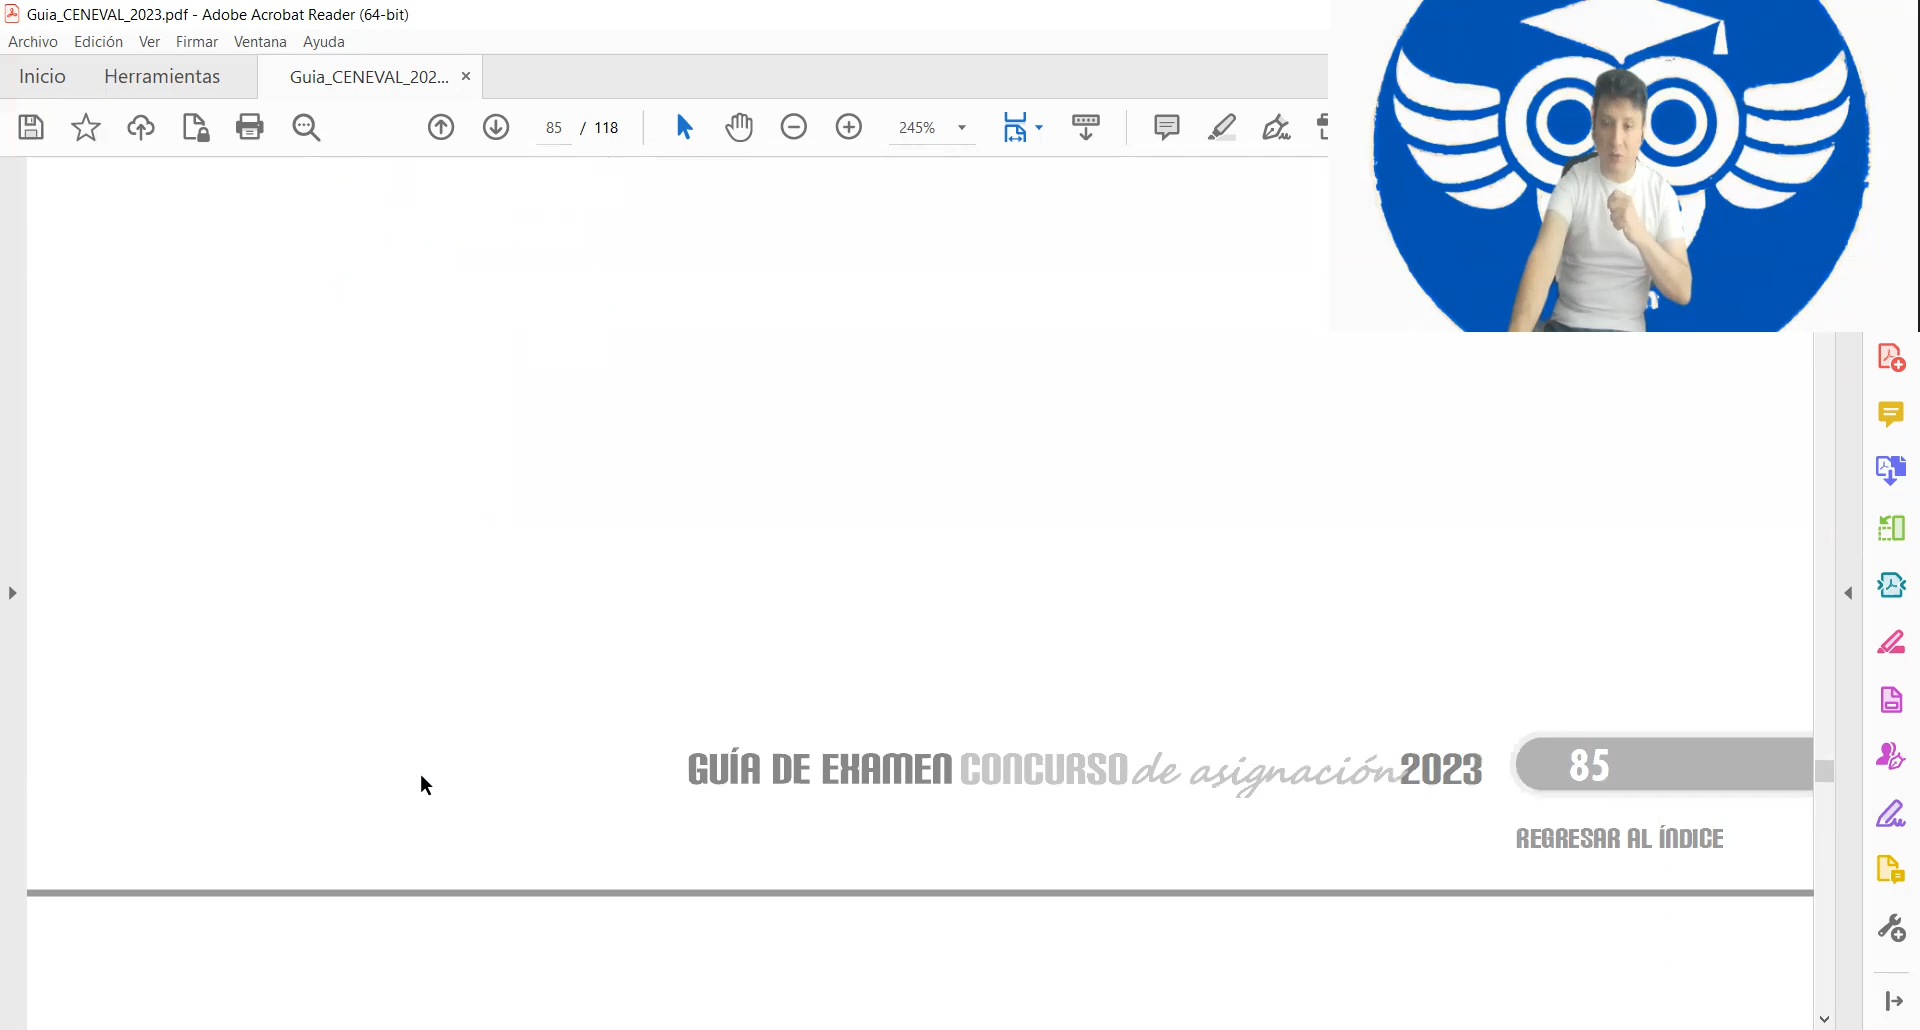 Guia_CENEVAL_2023.pdf - Adobe Acrobat Reader (64-bit)
Archivo Edición Ver Firmar Ventana Ayuda
Inicio Herramientas Guia_CENEVAL_202... ×
85 / 118 245%
GUÍA DE EXAMEN CONCURSO de asignación 2023 85
REGRESAR AL ÍNDICE